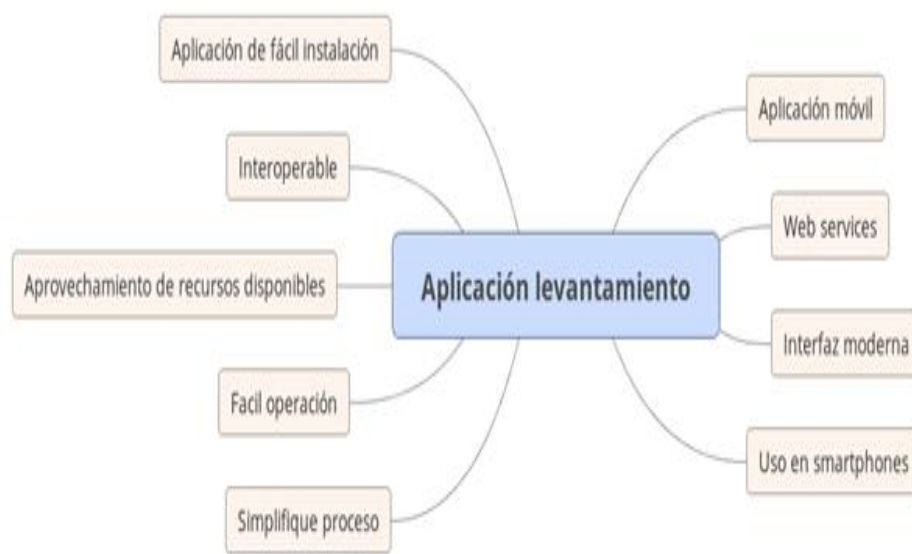 Aplicación de fácil instalación
Interoperable
Aprovechamiento de recursos disponibles
Facil operación
Simplifique proceso
Aplicación levantamiento
Aplicación móvil
Web services
Interfaz moderna
Uso en smartphones